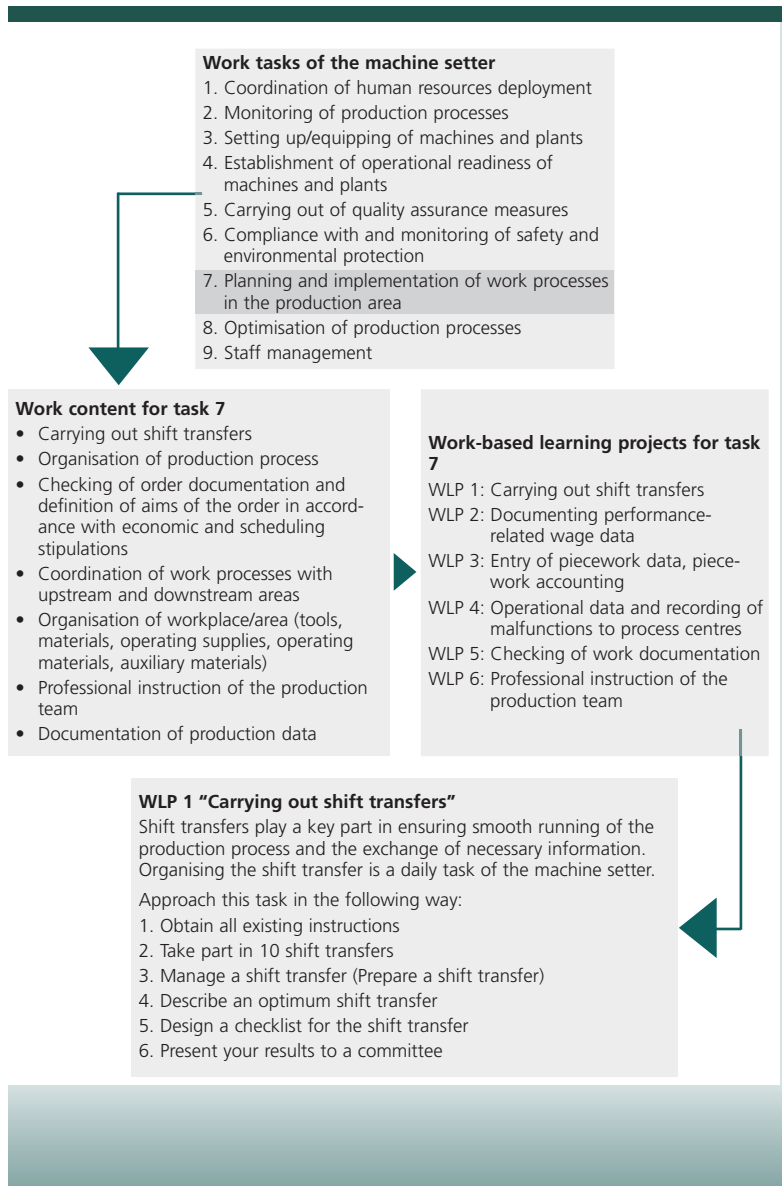 Work tasks of the machine setter
1. Coordination of human resources deployment
2. Monitoring of production processes
3. Setting up/equipping of machines and plants
4. Establishment of operational readiness of
machines and plants
5. Carrying out of quality assurance measures
6. Compliance with and monitoring of safety and
environmental protection
7. Planning and implementation of work processes
in the production area
8. Optimisation of production processes
9. Staff management
Work content for task 7
• Carrying out shift transfers
• Organisation of production process
• Checking of order documentation and
definition of aims of the order in accord-
ance with economic and scheduling
stipulations
• Coordination of work processes with
upstream and downstream areas
• Organisation of workplace/area (tools,
materials, operating supplies, operating
materials, auxiliary materials)
• Professional instruction of the production
team
• Documentation of production data
Work-based learning projects for task
7
WLP 1: Carrying out shift transfers
WLP 2: Documenting performance-
related wage data
WLP 3: Entry of piecework data, piece-
work accounting
WLP 4: Operational data and recording of
malfunctions to process centres
WLP 5: Checking of work documentation
WLP 6: Professional instruction of the
production team
WLP 1 “Carrying out shift transfers”
Shift transfers play a key part in ensuring smooth running of the
production process and the exchange of necessary information.
Organising the shift transfer is a daily task of the machine setter.
Approach this task in the following way:
1. Obtain all existing instructions
2. Take part in 10 shift transfers
3. Manage a shift transfer (Prepare a shift transfer)
4. Describe an optimum shift transfer
5. Design a checklist for the shift transfer
6. Present your results to a committee